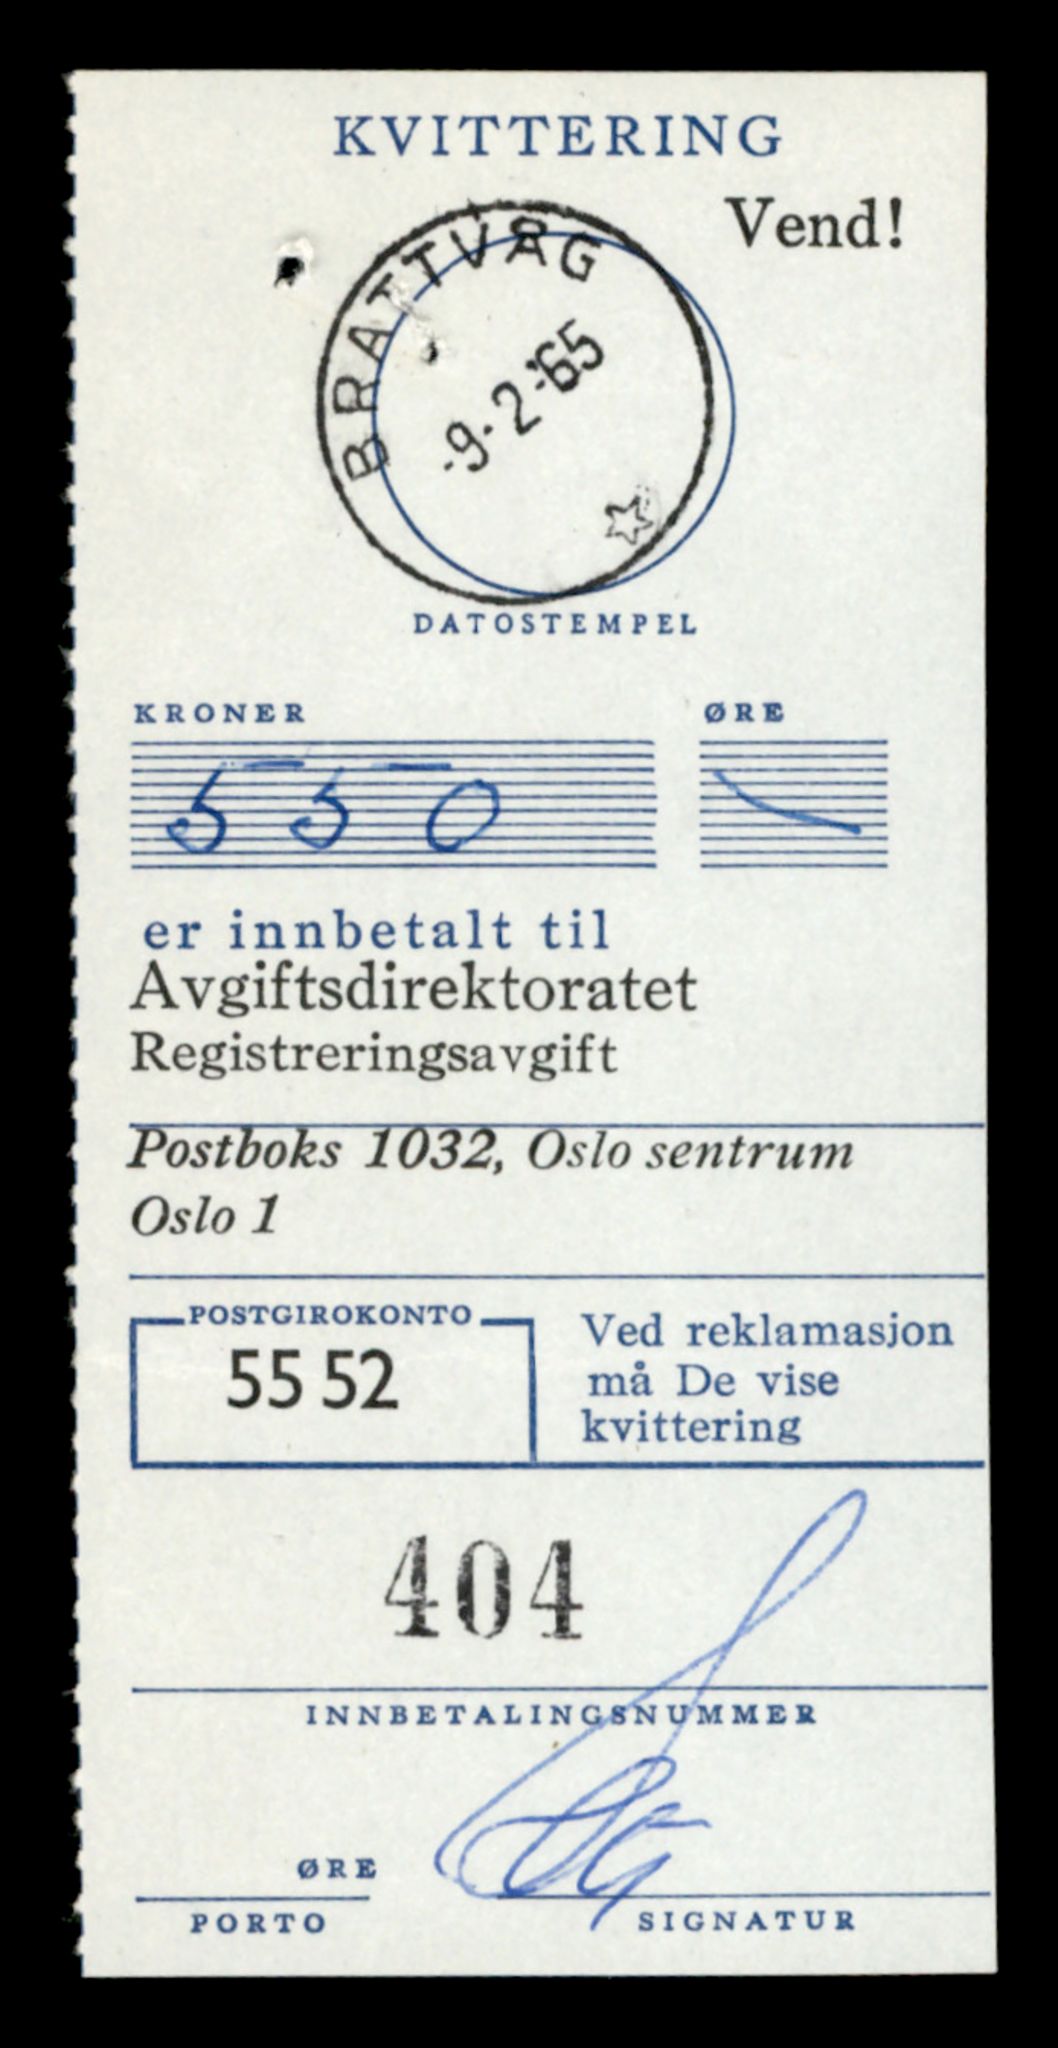 KVITTERING
Vend!
BRATTVÅG
-9.-2.'65
DATOSTEMPEL
KRONER ØRE
550
er innbetalt til
Avgiftsdirektoratet
Registreringsavgift
Postboks 1032, Oslo sentrum
Oslo 1
POSTGIROKONTO
55 52
Ved reklamasjon
må De vise
kvittering
404
INNBETALINGSNUMMER
ØRE
PORTO
SIGNATUR